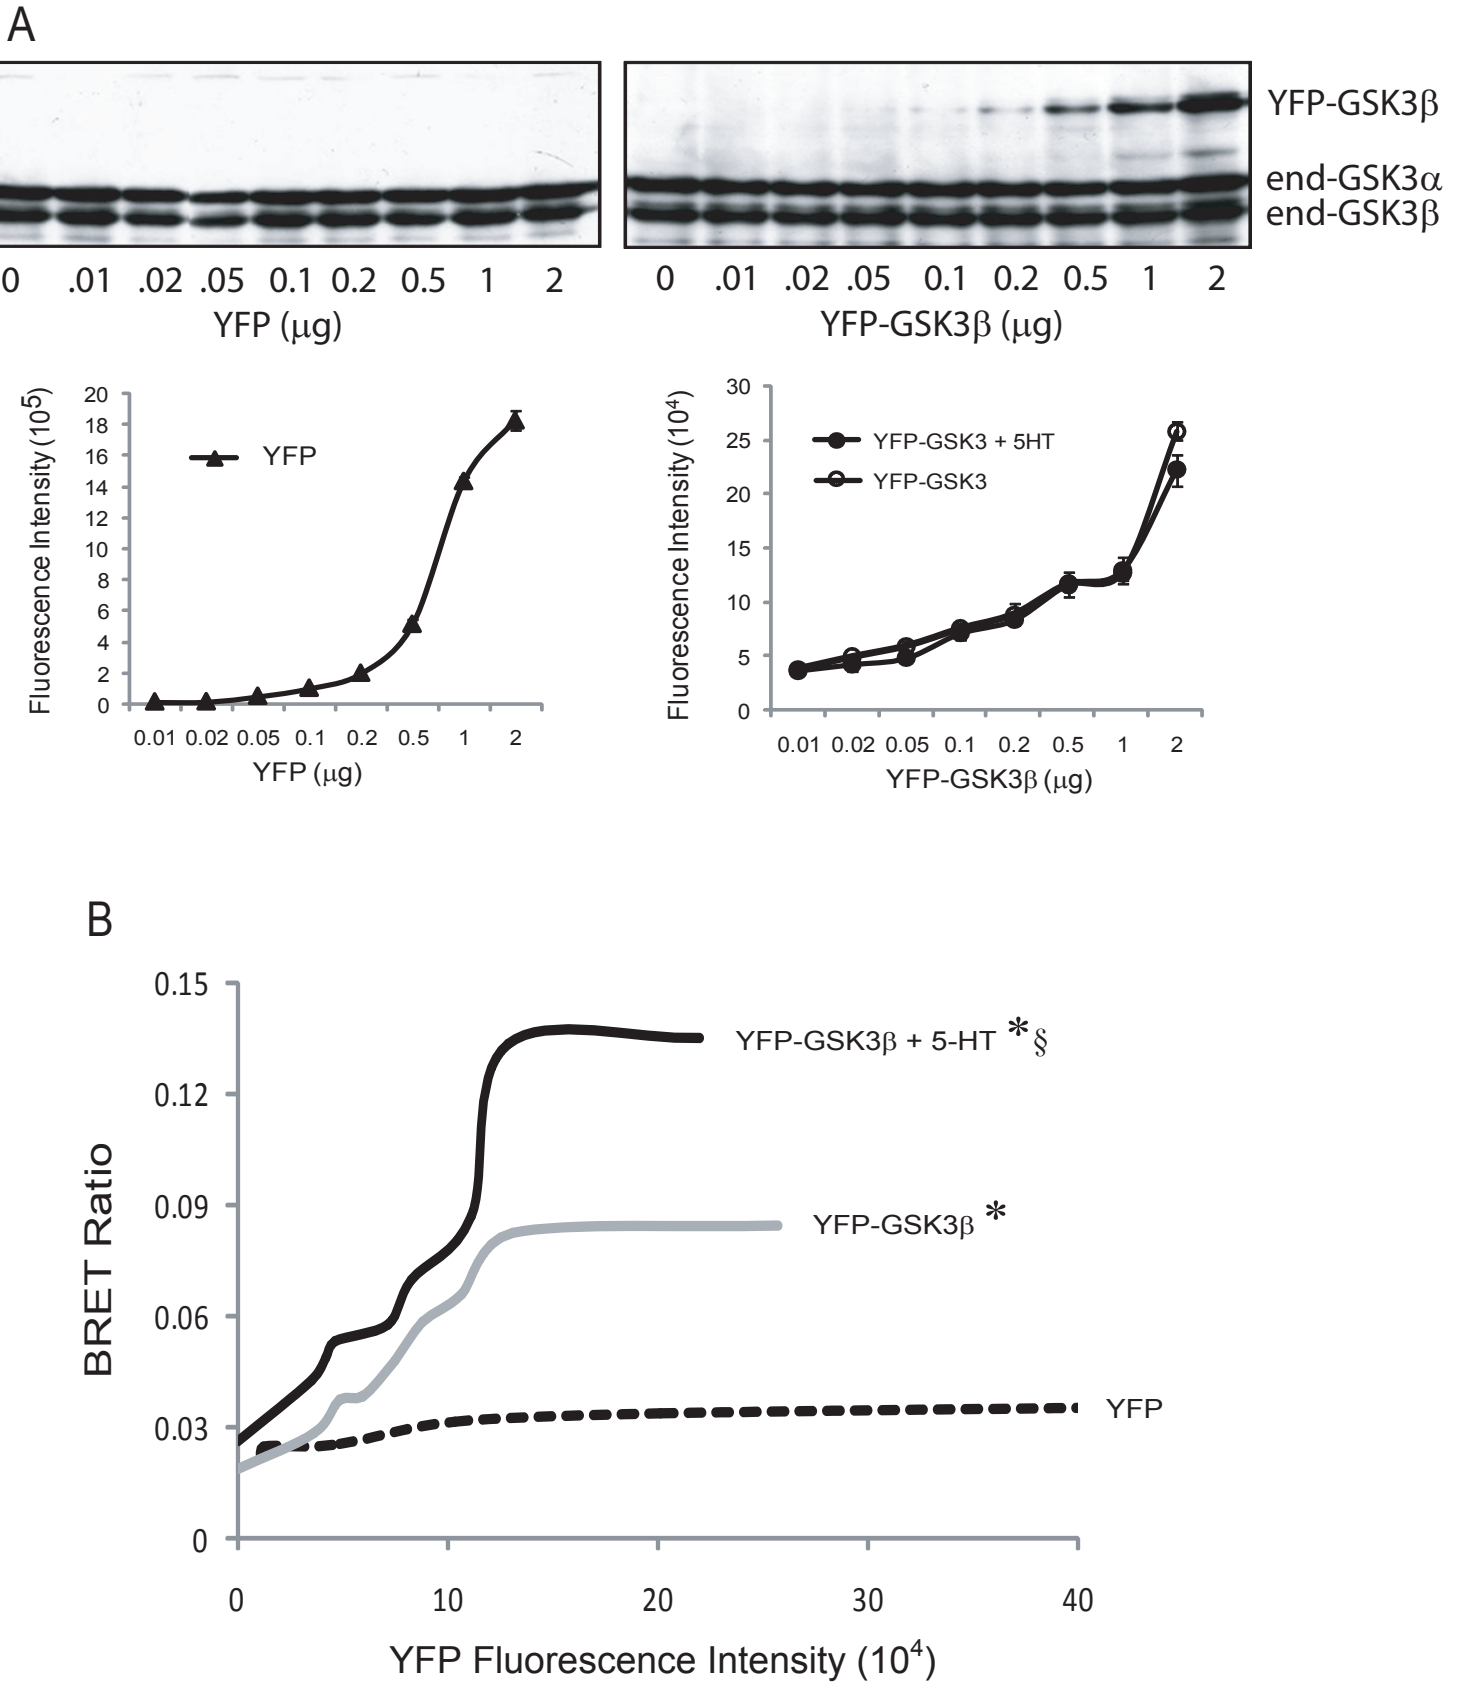 A
YFP-GSK3β
end-GSK3α
end-GSK3β
0 .01 .02 .05 0.1 0.2 0.5 1 2
YFP (µg)
0 .01 .02 .05 0.1 0.2 0.5 1 2
YFP-GSK3β (µg)
Fluorescence Intensity (10⁵)
20
18
16
14
12
10
8
6
4
2
0
YFP
0.01 0.02 0.05 0.1 0.2 0.5 1 2
YFP (µg)
Fluorescence Intensity (10⁴)
30
25
20
15
10
5
0
YFP-GSK3 + 5HT
YFP-GSK3
0.01 0.02 0.05 0.1 0.2 0.5 1 2
YFP-GSK3β (µg)
B
BRET Ratio
0.15
0.12
0.09
0.06
0.03
0
YFP-GSK3β + 5-HT *§
YFP-GSK3β *
YFP
0 10 20 30 40
YFP Fluorescence Intensity (10⁴)